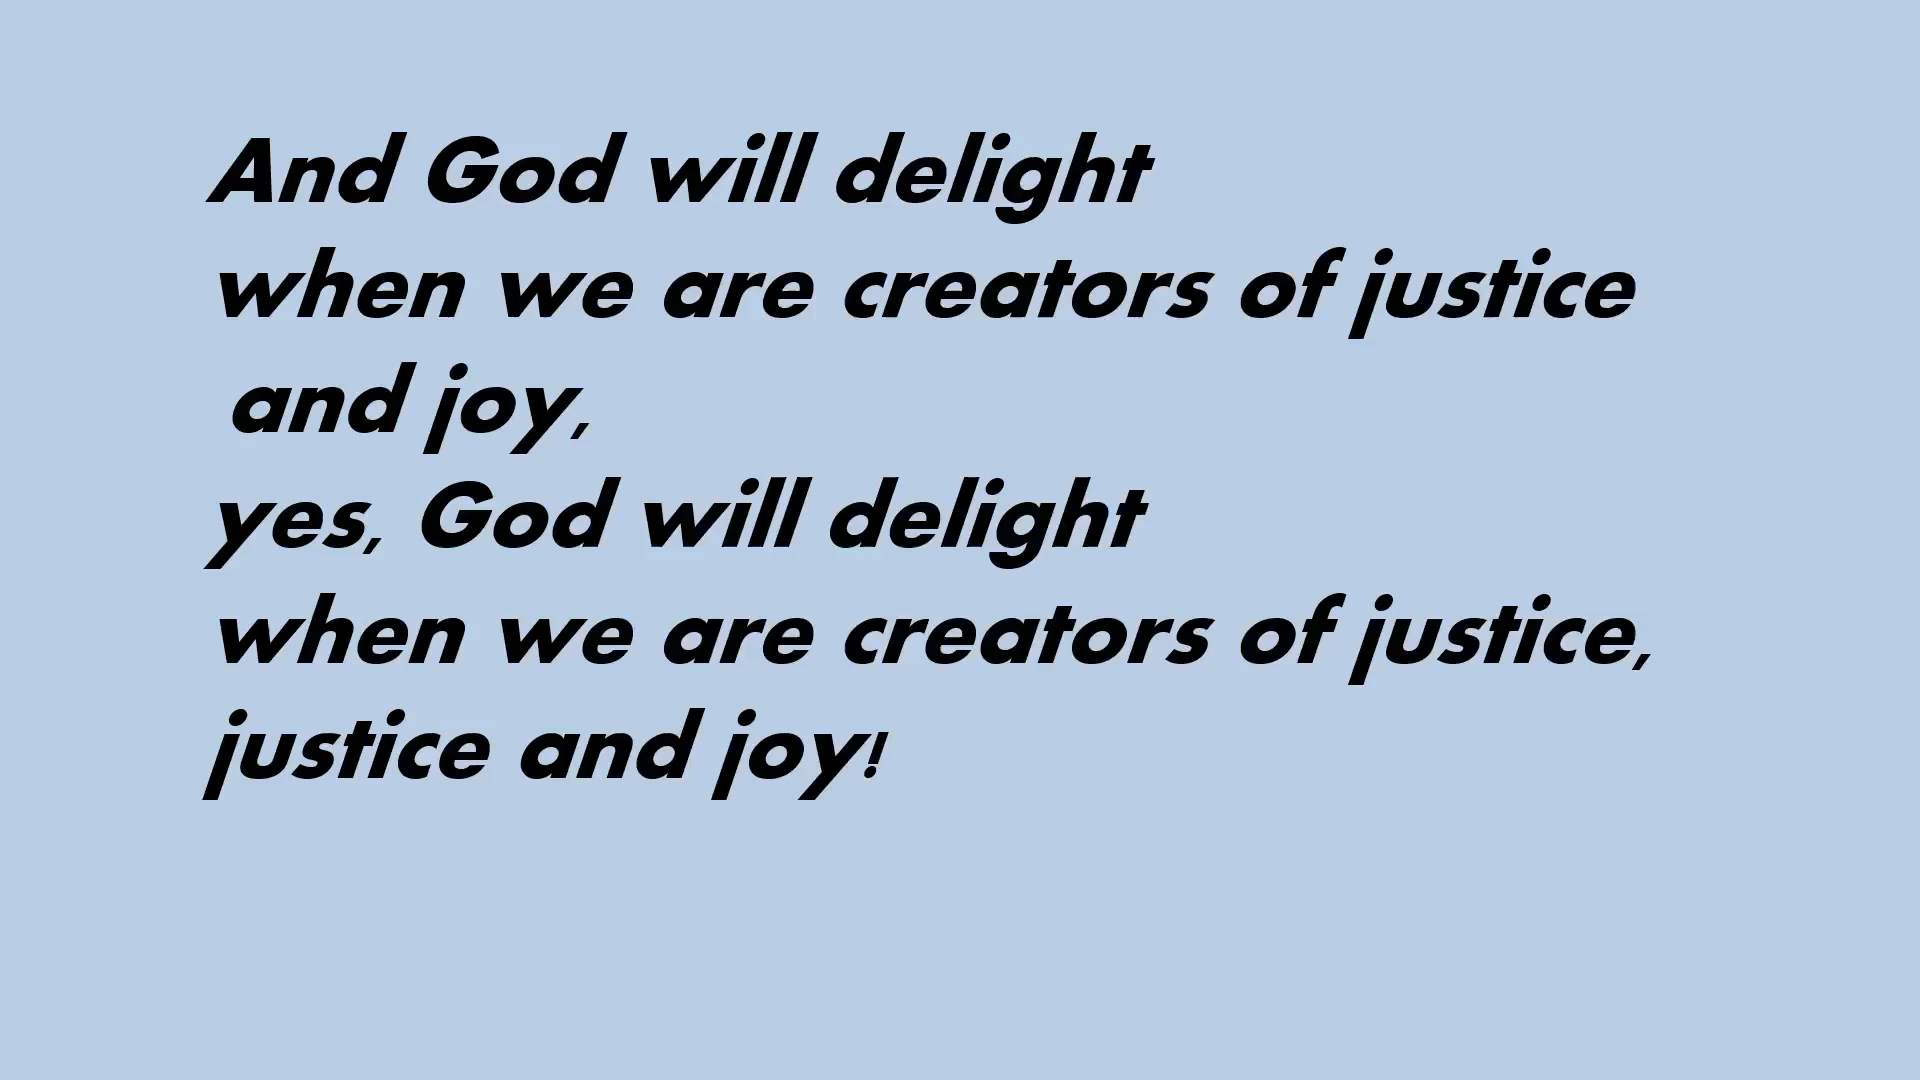 And God will delight
when we are creators of justice
and joy,
yes, God will delight
when we are creators of justice,
justice and joy!